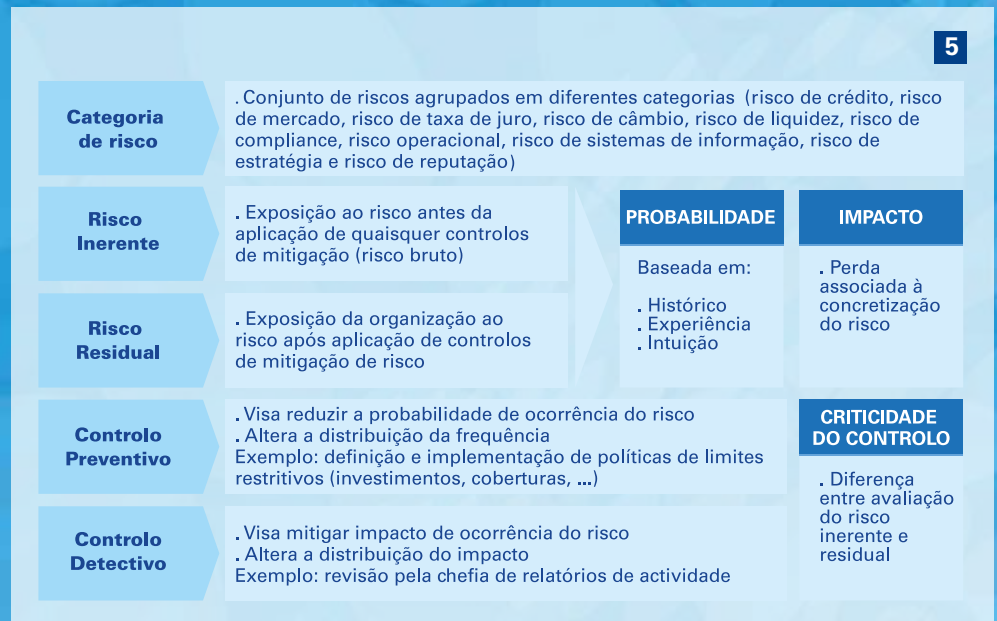 5
Categoria
de risco
. Conjunto de riscos agrupados em diferentes categorias (risco de crédito, risco
de mercado, risco de taxa de juro, risco de câmbio, risco de liquidez, risco de
compliance, risco operacional, risco de sistemas de informação, risco de
estratégia e risco de reputação)
Risco
Inerente
. Exposição ao risco antes da
aplicação de quaisquer controlos
de mitigação (risco bruto)
Risco
Residual
. Exposição da organização ao
risco após aplicação de controlos
de mitigação de risco
PROBABILIDADE
Baseada em:
. Histórico
. Experiência
. Intuição
IMPACTO
. Perda
associada à
concretização
do risco
Controlo
Preventivo
. Visa reduzir a probabilidade de ocorrência do risco
. Altera a distribuição da frequência
Exemplo: definição e implementação de políticas de limites
restritivos (investimentos, coberturas, ...)
Controlo
Detectivo
. Visa mitigar impacto de ocorrência do risco
. Altera a distribuição do impacto
Exemplo: revisão pela chefia de relatórios de actividade
CRITICIDADE
DO CONTROLO
. Diferença
entre avaliação
do risco
inerente e
residual